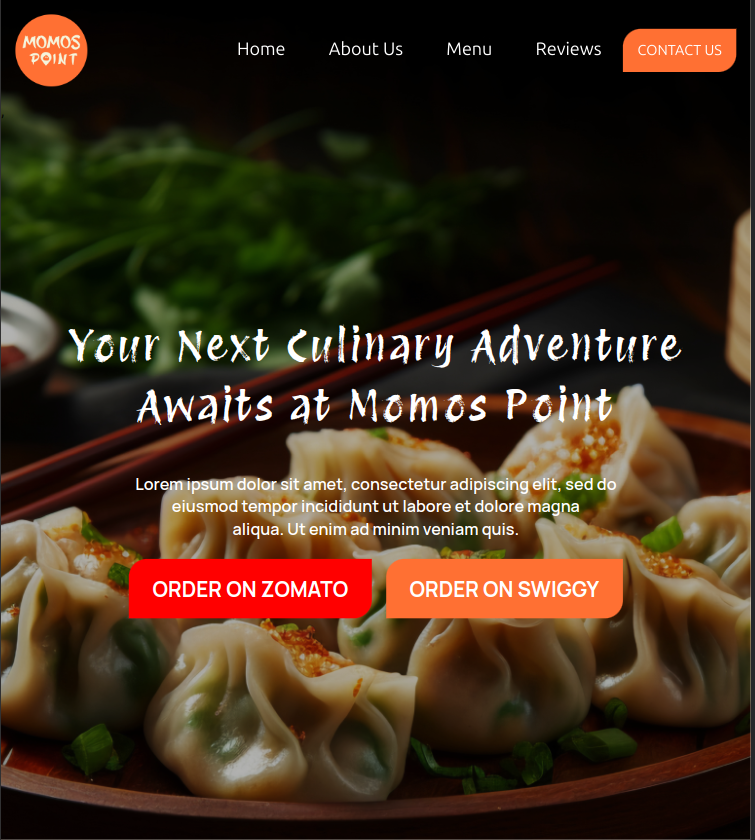 MOMOS
POINT
Home About Us Menu Reviews CONTACT US
Your Next Culinary Adventure
Awaits at Momos Point
Lorem ipsum dolor sit amet, consectetur adipiscing elit, sed do
eiusmod tempor incididunt ut labore et dolore magna
aliqua. Ut enim ad minim veniam quis.
ORDER ON ZOMATO ORDER ON SWIGGY